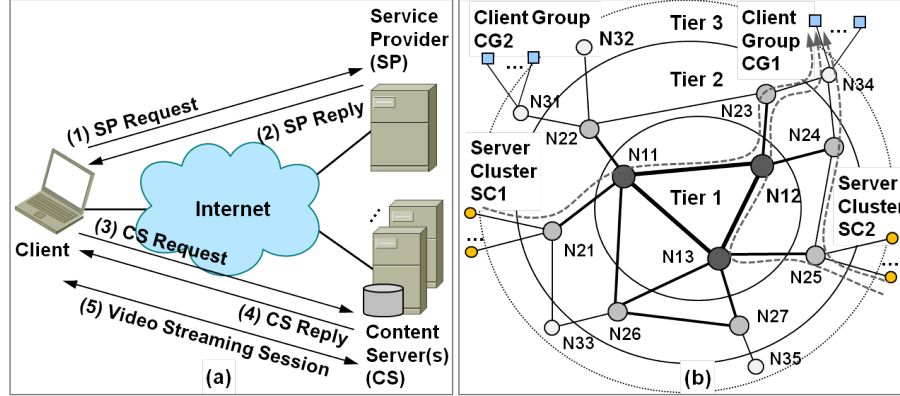 Service
Provider
(SP)
(1) SP Request
(2) SP Reply
Internet
Client
(3) CS Request
(4) CS Reply
(5) Video Streaming Session
Content
Server(s)
(CS)
(a)
Client Group
CG2
N32
Tier 3
Client
Group
CG1
...
...
N34
Tier 2
N31
N23
N22
N24
Server
Cluster
SC1
N11
Tier 1
N12
Server
Cluster
SC2
...
...
N21
N13
N25
N26
N27
N33
N35
(b)